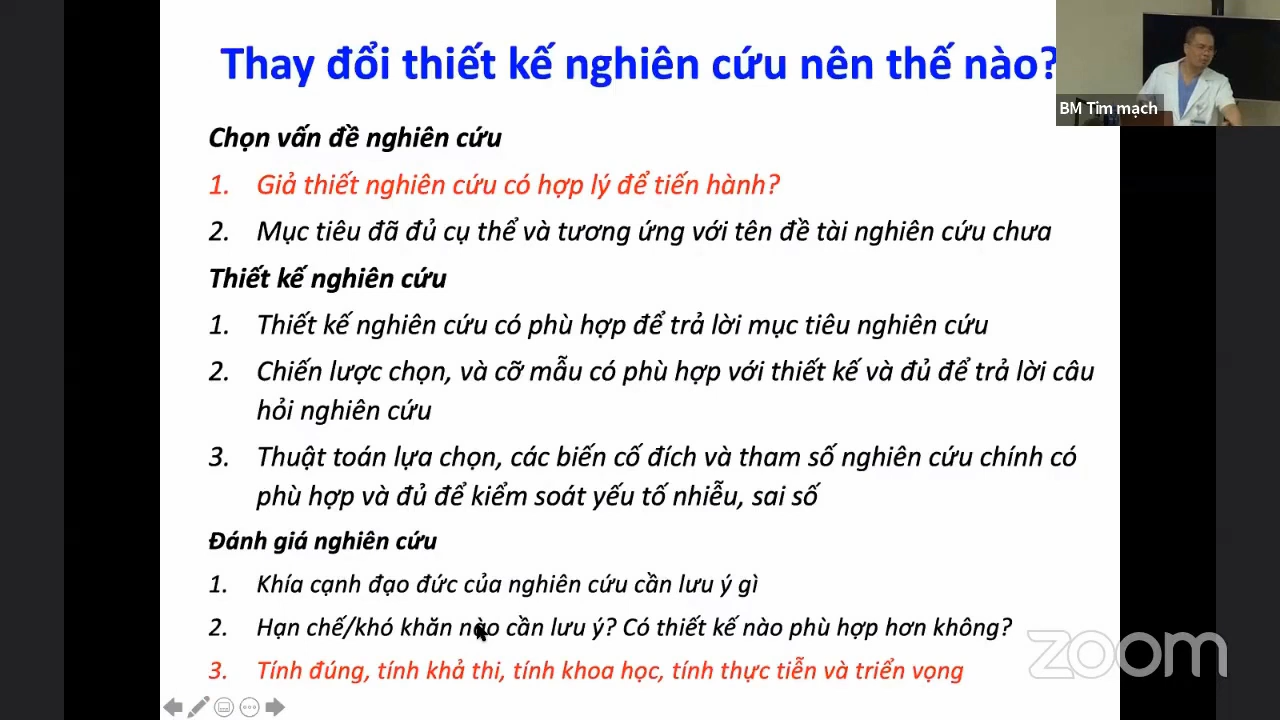 Thay đổi thiết kế nghiên cứu nên thế nào?
BM Tim mạch
Chọn vấn đề nghiên cứu
1. Giả thiết nghiên cứu có hợp lý để tiến hành?
2. Mục tiêu đã đủ cụ thể và tương ứng với tên đề tài nghiên cứu chưa
Thiết kế nghiên cứu
1. Thiết kế nghiên cứu có phù hợp để trả lời mục tiêu nghiên cứu
2. Chiến lược chọn, và cỡ mẫu có phù hợp với thiết kế và đủ để trả lời câu
hỏi nghiên cứu
3. Thuật toán lựa chọn, các biến cố đích và tham số nghiên cứu chính có
phù hợp và đủ để kiểm soát yếu tố nhiễu, sai số
Đánh giá nghiên cứu
1. Khía cạnh đạo đức của nghiên cứu cần lưu ý gì
2. Hạn chế/khó khăn nào cần lưu ý? Có thiết kế nào phù hợp hơn không?
3. Tính đúng, tính khả thi, tính khoa học, tính thực tiễn và triển vọng
zoom